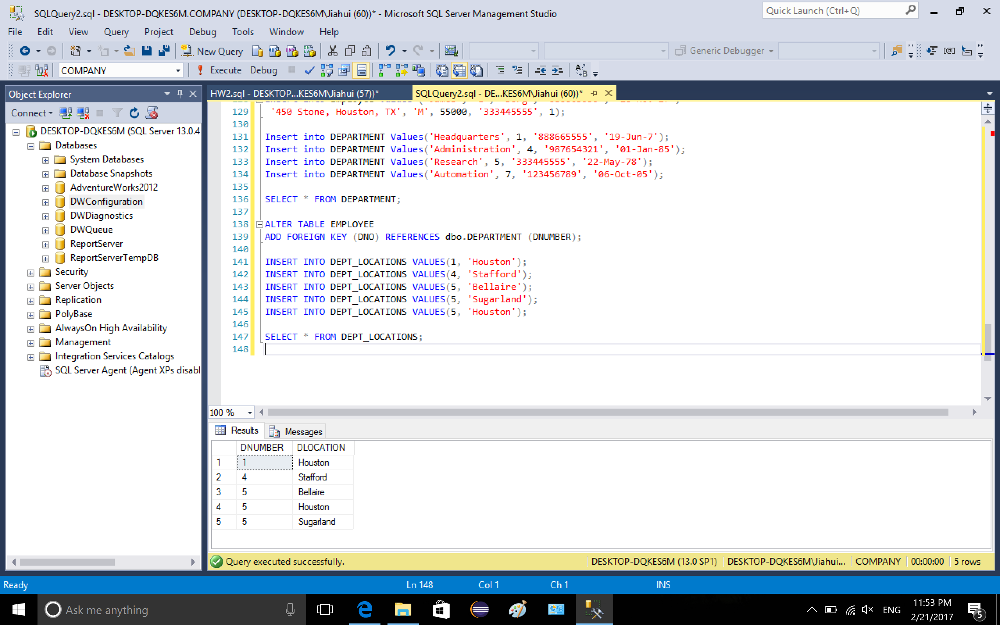 SQLQuery2.sql - DESKTOP-DQKES6M.COMPANY (DESKTOP-DQKES6M\Jiahui (60))* - Microsoft SQL Server Management Studio
Quick Launch (Ctrl+Q)
File Edit View Query Project Debug Tools Window Help
New Query
Generic Debugger
COMPANY
Execute Debug
Object Explorer
Connect
DESKTOP-DQKES6M (SQL Server 13.0.4
Databases
System Databases
Database Snapshots
AdventureWorks2012
DWConfiguration
DWDiagnostics
DWQueue
ReportServer
ReportServerTempDB
Security
Server Objects
Replication
PolyBase
AlwaysOn High Availability
Management
Integration Services Catalogs
SQL Server Agent (Agent XPs disabl
HW2.sql - DESKTOP...KES6M\Jiahui (57))*
SQLQuery2.sql - DE...KES6M\Jiahui (60))*
129 '450 Stone, Houston, TX', 'M', 55000, '333445555', 1);
130
131 Insert into DEPARTMENT Values('Headquarters', 1, '888665555', '19-Jun-7');
132 Insert into DEPARTMENT Values('Administration', 4, '987654321', '01-Jan-85');
133 Insert into DEPARTMENT Values('Research', 5, '333445555', '22-May-78');
134 Insert into DEPARTMENT Values('Automation', 7, '123456789', '06-Oct-05');
135
136 SELECT * FROM DEPARTMENT;
137
138 ALTER TABLE EMPLOYEE
139 ADD FOREIGN KEY (DNO) REFERENCES dbo.DEPARTMENT (DNUMBER);
140
141 INSERT INTO DEPT_LOCATIONS VALUES(1, 'Houston');
142 INSERT INTO DEPT_LOCATIONS VALUES(4, 'Stafford');
143 INSERT INTO DEPT_LOCATIONS VALUES(5, 'Bellaire');
144 INSERT INTO DEPT_LOCATIONS VALUES(5, 'Sugarland');
145 INSERT INTO DEPT_LOCATIONS VALUES(5, 'Houston');
146
147 SELECT * FROM DEPT_LOCATIONS;
148
100 %
Results Messages
DNUMBER DLOCATION
1 1 Houston
2 4 Stafford
3 5 Bellaire
4 5 Houston
5 5 Sugarland
Query executed successfully.
DESKTOP-DQKES6M (13.0 SP1) DESKTOP-DQKES6M\Jiahui... COMPANY 00:00:00 5 rows
Ready Ln 148 Col 1 Ch 1 INS
Ask me anything
ENG
11:53 PM
2/21/2017
5